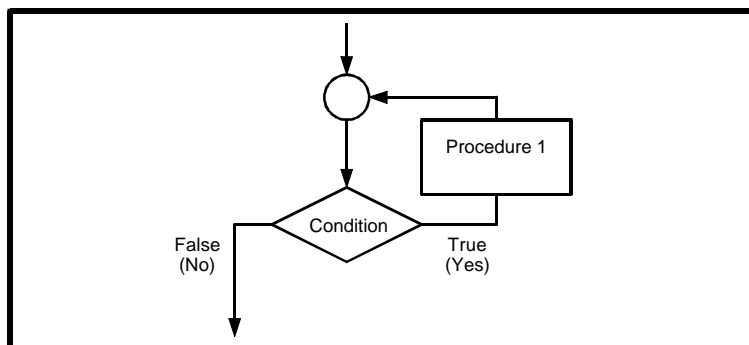 Procedure 1
Condition
False
(No)
True
(Yes)